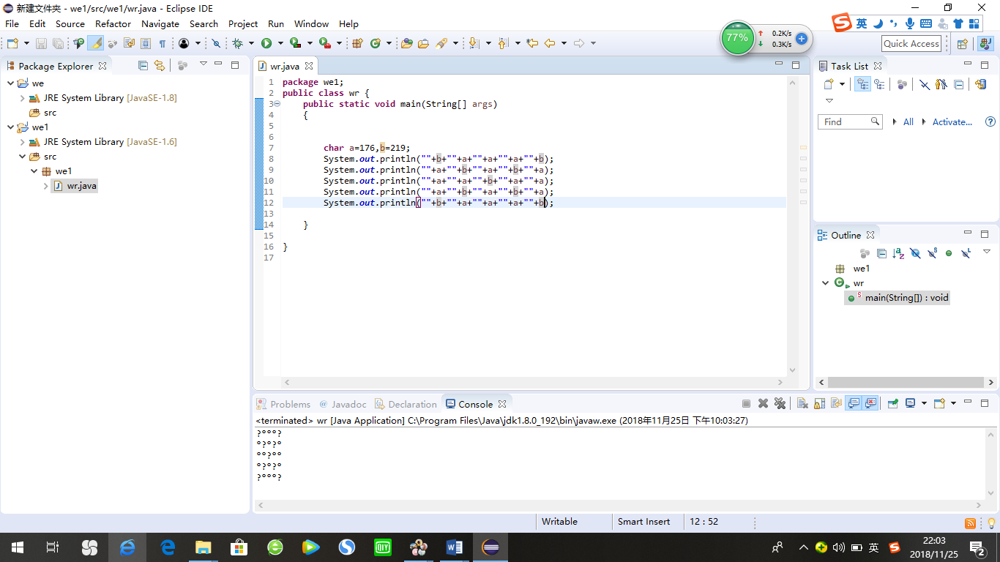 新建文件夹 - we1/src/we1/wr.java - Eclipse IDE
File Edit Source Refactor Navigate Search Project Run Window Help
英
77%
0.2K/s
0.3K/s
Quick Access
Package Explorer
we
JRE System Library [JavaSE-1.8]
src
we1
JRE System Library [JavaSE-1.6]
src
we1
wr.java
wr.java
1 package we1;
2 public class wr {
3 public static void main(String[] args)
4 {
5
6
7 char a=176,b=219;
8 System.out.println(""+b+""+a+""+a+""+a+""+b);
9 System.out.println(""+a+""+b+""+a+""+b+""+a);
10 System.out.println(""+a+""+a+""+b+""+a+""+a);
11 System.out.println(""+a+""+b+""+a+""+b+""+a);
12 System.out.println(""+b+""+a+""+a+""+a+""+b);
13
14 }
15
16 }
17
Task List
Find
All
Activate...
Outline
we1
wr
main(String[]) : void
Problems @ Javadoc Declaration Console
<terminated> wr [Java Application] C:\Program Files\Java\jdk1.8.0_192\bin\javaw.exe (2018年11月25日 下午10:03:27)
?°°°?
°?°?°
°°?°°
°?°?°
?°°°?
Writable
Smart Insert
12 : 52
QIY
英
22:03
2018/11/25
2